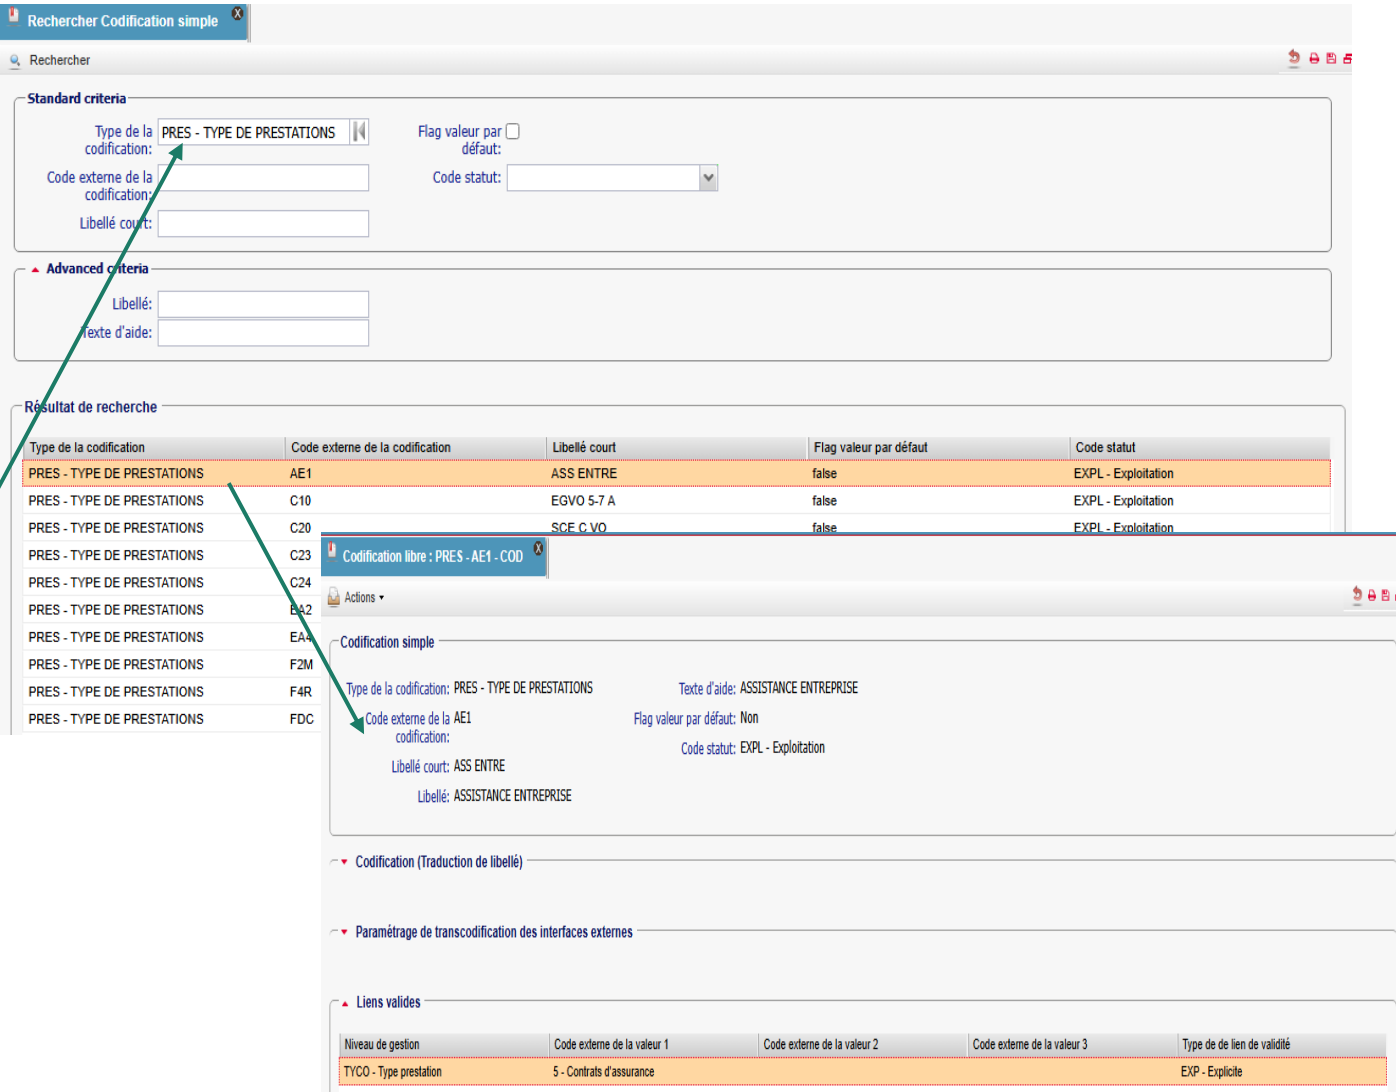 Rechercher Codification simple
Rechercher
Standard criteria
Type de la codification: PRES - TYPE DE PRESTATIONS Flag valeur par défaut:
Code externe de la codification: Code statut:
Libellé court:
Advanced criteria
Libellé:
Texte d'aide:
Résultat de recherche
Type de la codification Code externe de la codification Libellé court Flag valeur par défaut Code statut
PRES - TYPE DE PRESTATIONS AE1 ASS ENTRE false EXPL - Exploitation
PRES - TYPE DE PRESTATIONS C10 EGVO 5-7 A false EXPL - Exploitation
PRES - TYPE DE PRESTATIONS C20 SCE C VO false EXPL - Exploitation
PRES - TYPE DE PRESTATIONS C23
PRES - TYPE DE PRESTATIONS C24
PRES - TYPE DE PRESTATIONS EA2
PRES - TYPE DE PRESTATIONS EA4
PRES - TYPE DE PRESTATIONS F2M
PRES - TYPE DE PRESTATIONS F4R
PRES - TYPE DE PRESTATIONS FDC
Codification libre : PRES - AE1 - COD
Actions
Codification simple
Type de la codification: PRES - TYPE DE PRESTATIONS Texte d'aide: ASSISTANCE ENTREPRISE
Code externe de la codification: AE1 Flag valeur par défaut: Non
Code statut: EXPL - Exploitation
Libellé court: ASS ENTRE
Libellé: ASSISTANCE ENTREPRISE
Codification (Traduction de libellé)
Paramétrage de transcodification des interfaces externes
Liens valides
Niveau de gestion Code externe de la valeur 1 Code externe de la valeur 2 Code externe de la valeur 3 Type de de lien de validité
TYCO - Type prestation 5 - Contrats d'assurance EXP - Explicite